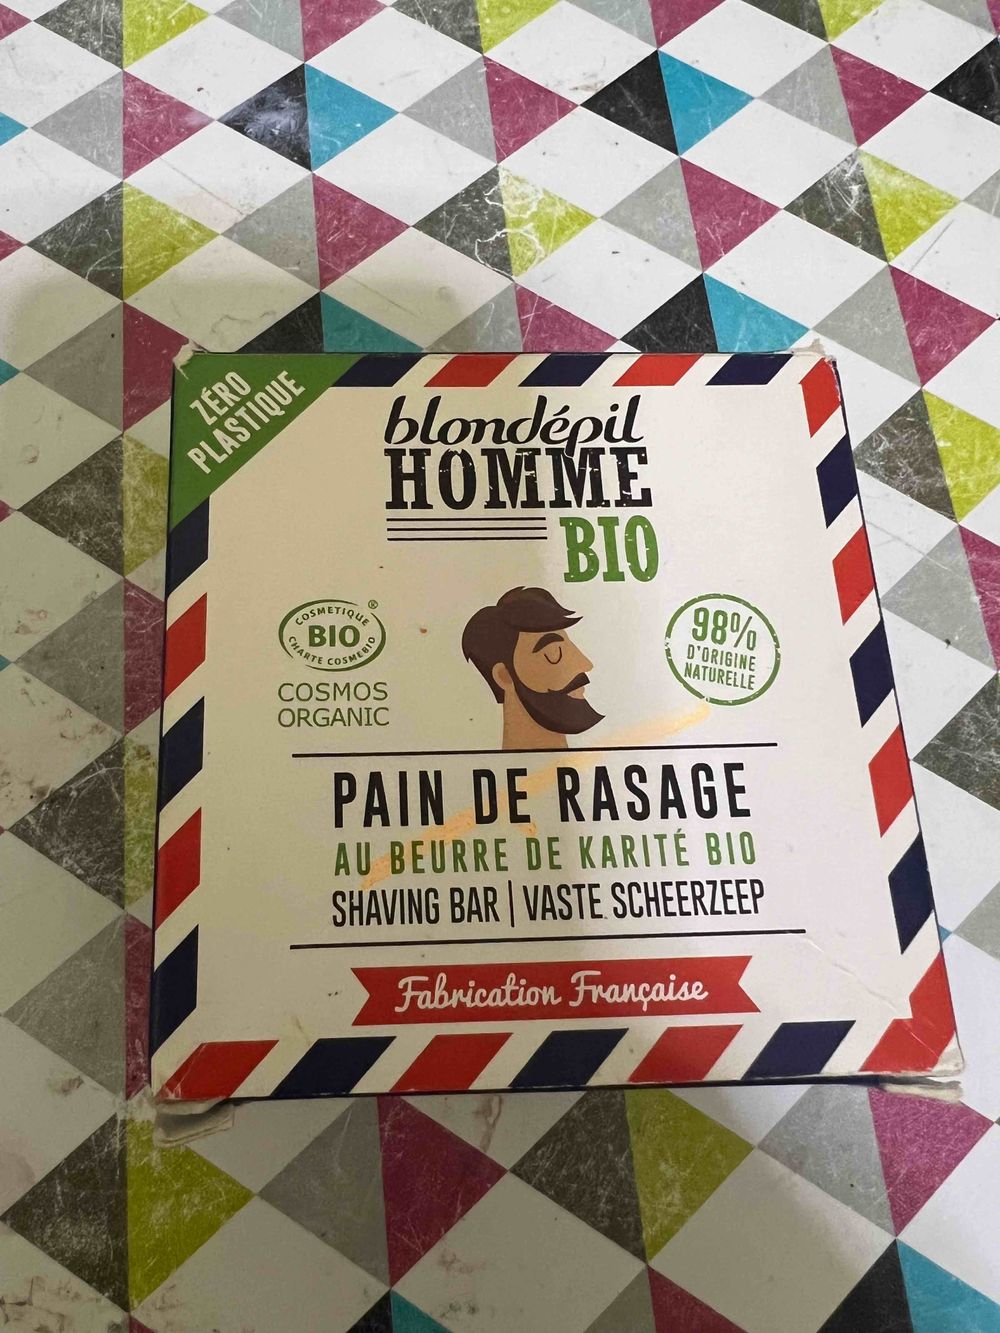 ZÉRO
PLASTIQUE
blondépil
HOMME
BIO
COSMETIQUE
BIO
CHARTE COSMEBIO
®
COSMOS
ORGANIC
98%
D'ORIGINE
NATURELLE
PAIN DE RASAGE
AU BEURRE DE KARITÉ BIO
SHAVING BAR | VASTE SCHEERZEEP
Fabrication Française